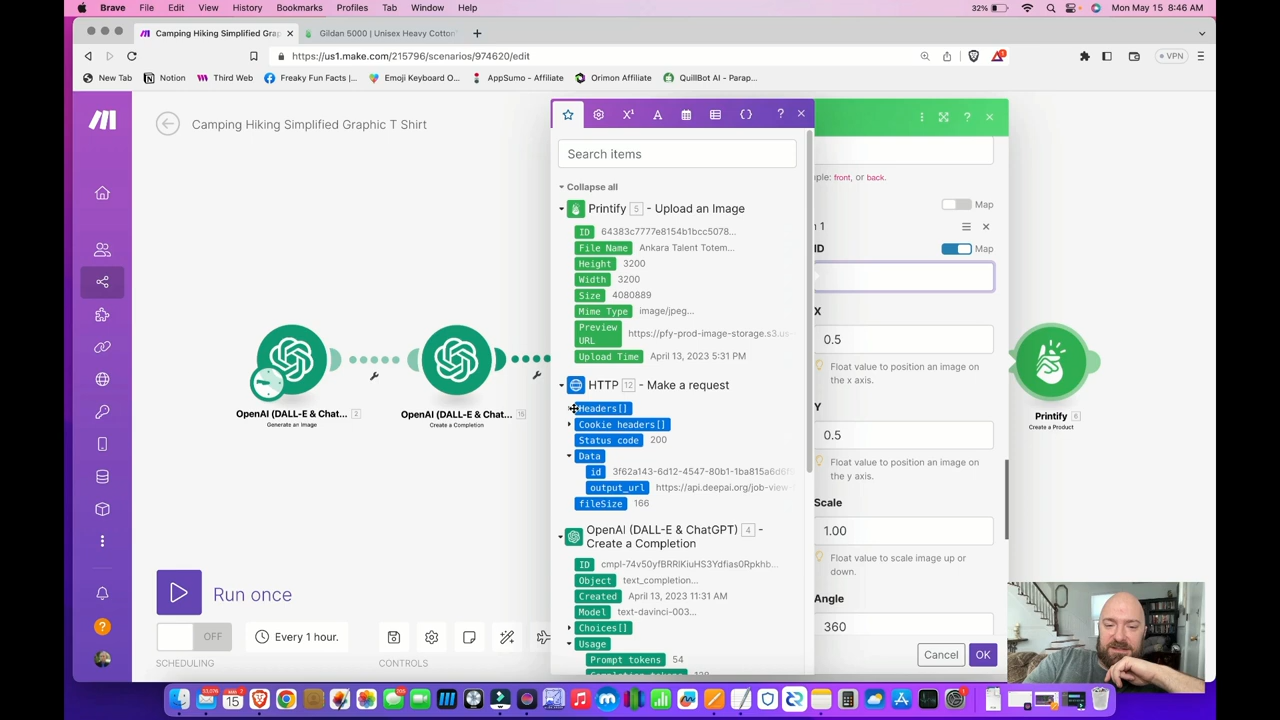 Brave File Edit View History Bookmarks Profiles Tab Window Help 32% Mon May 15 8:46 AM
Camping Hiking Simplified Grap
Gildan 5000 | Unisex Heavy Cotton
https://us1.make.com/215796/scenarios/974620/edit
VPN
New Tab Notion Third Web Freaky Fun Facts |... Emoji Keyboard O... AppSumo - Affiliate Orimon Affiliate QuillBot AI - Parap...
Camping Hiking Simplified Graphic T Shirt
Search items
Collapse all
Printify 5 - Upload an Image
ID 64383c7777e8154b1bcc5078...
File Name Ankara Talent Totem...
Height 3200
Width 3200
Size 4080889
Mime Type image/jpeg...
Preview URL https://pfy-prod-image-storage.s3.us-
Upload Time April 13, 2023 5:31 PM
HTTP 12 - Make a request
Headers[]
Cookie headers[]
Status code 200
Data
id 3f62a143-6d12-4547-80b1-1ba815a6d6f
output_url https://api.deepai.org/job-view-
fileSize 166
OpenAI (DALL-E & ChatGPT) 4 -
Create a Completion
ID cmpl-74v50yfBRRlKiuHS3Ydfias0Rpkhb...
Object text_completion...
Created April 13, 2023 11:31 AM
Model text-davinci-003...
Choices[]
Usage
Prompt tokens 54
ple: front, or back.
Map
n 1
ID Map
X
0.5
Float value to position an image on
the x axis.
Y
0.5
Float value to position an image on
the y axis.
Scale
1.00
Float value to scale image up or
down.
Angle
360
Cancel OK
OpenAI (DALL-E & Chat... 2
Generate an Image
OpenAI (DALL-E & Chat... 15
Create a Completion
Printify 6
Create a Product
Run once
OFF
Every 1 hour.
SCHEDULING
CONTROLS